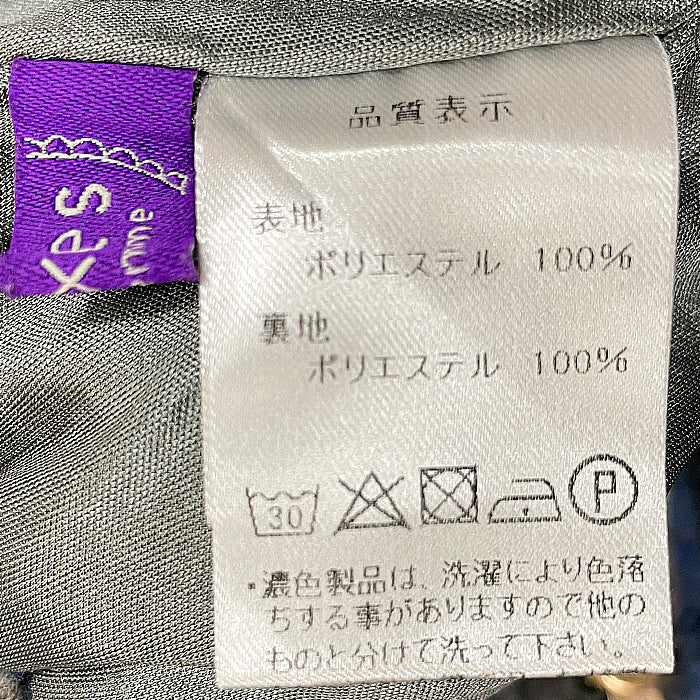 品質表示
表地
ポリエステル 100%
裏地
ポリエステル 100%
30 P
*濃色製品は、洗濯により色落
ちする事がありますので他の
ものと分けて洗って下さい。